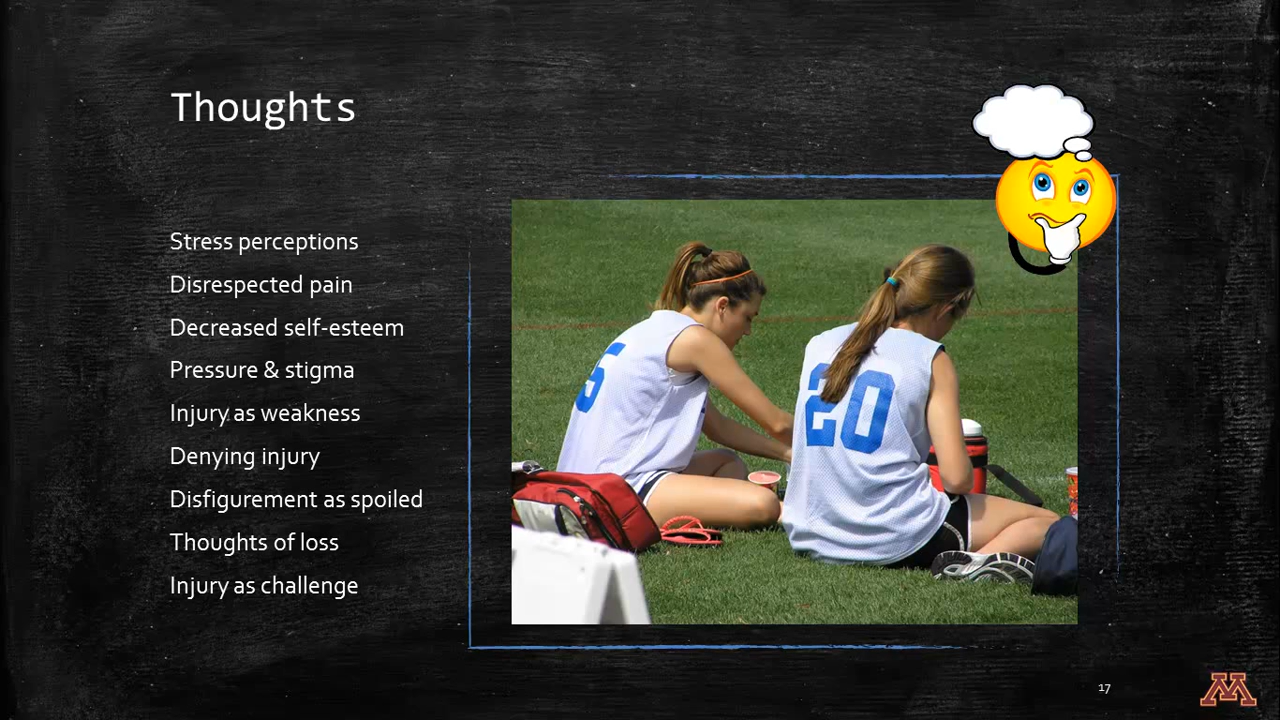 Thoughts
Stress perceptions
Disrespected pain
Decreased self-esteem
Pressure & stigma
Injury as weakness
Denying injury
Disfigurement as spoiled
Thoughts of loss
Injury as challenge
5
20
17
M